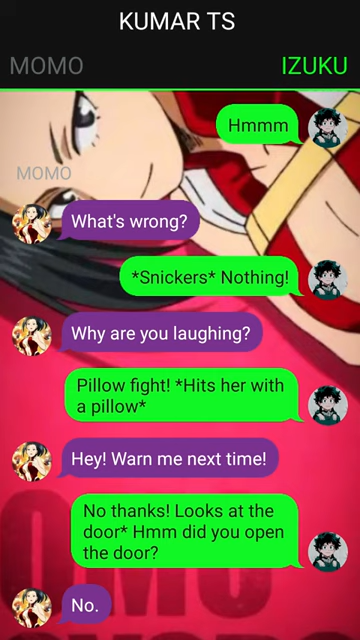 KUMAR TS
MOMO
IZUKU
Hmmm
MOMO
What's wrong?
*Snickers* Nothing!
Why are you laughing?
Pillow fight! *Hits her with
a pillow*
Hey! Warn me next time!
No thanks! Looks at the
door* Hmm did you open
the door?
No.